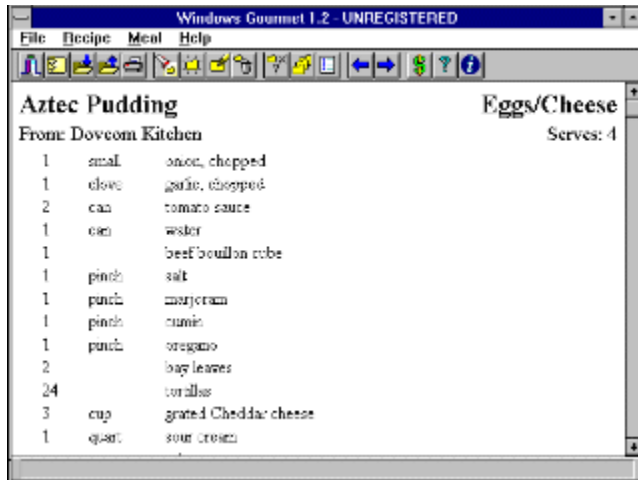 Windows Gourmet 1.2 - UNREGISTERED
File Recipe Meal Help
Aztec Pudding Eggs/Cheese
From: Dovcom Kitchen Serves: 4
1 small onion, chopped
1 clove garlic, chopped
2 can tomato sauce
1 can water
1 beef bouillon cube
1 pinch salt
1 pinch marjoram
1 pinch cumin
1 pinch oregano
2 bay leaves
24 tortillas
3 cup grated Cheddar cheese
1 quart sour cream